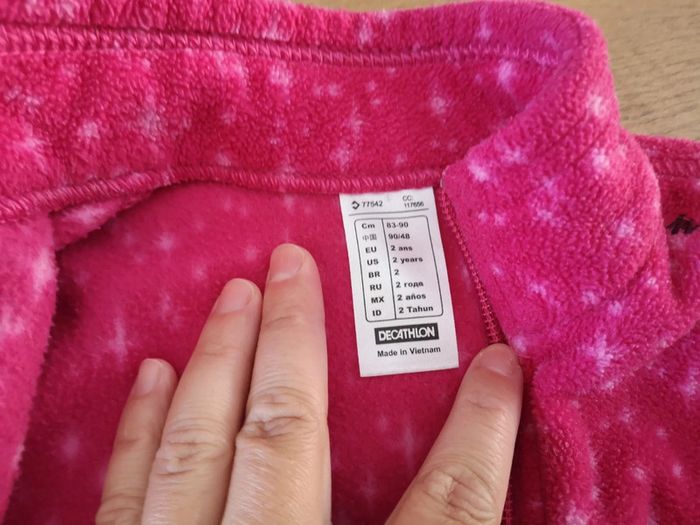 77542 CC:
117656
Cm 83-90
中国 90/48
EU 2 ans
US 2 years
BR 2
RU 2 года
MX 2 años
ID 2 Tahun
DECATHLON
Made in Vietnam